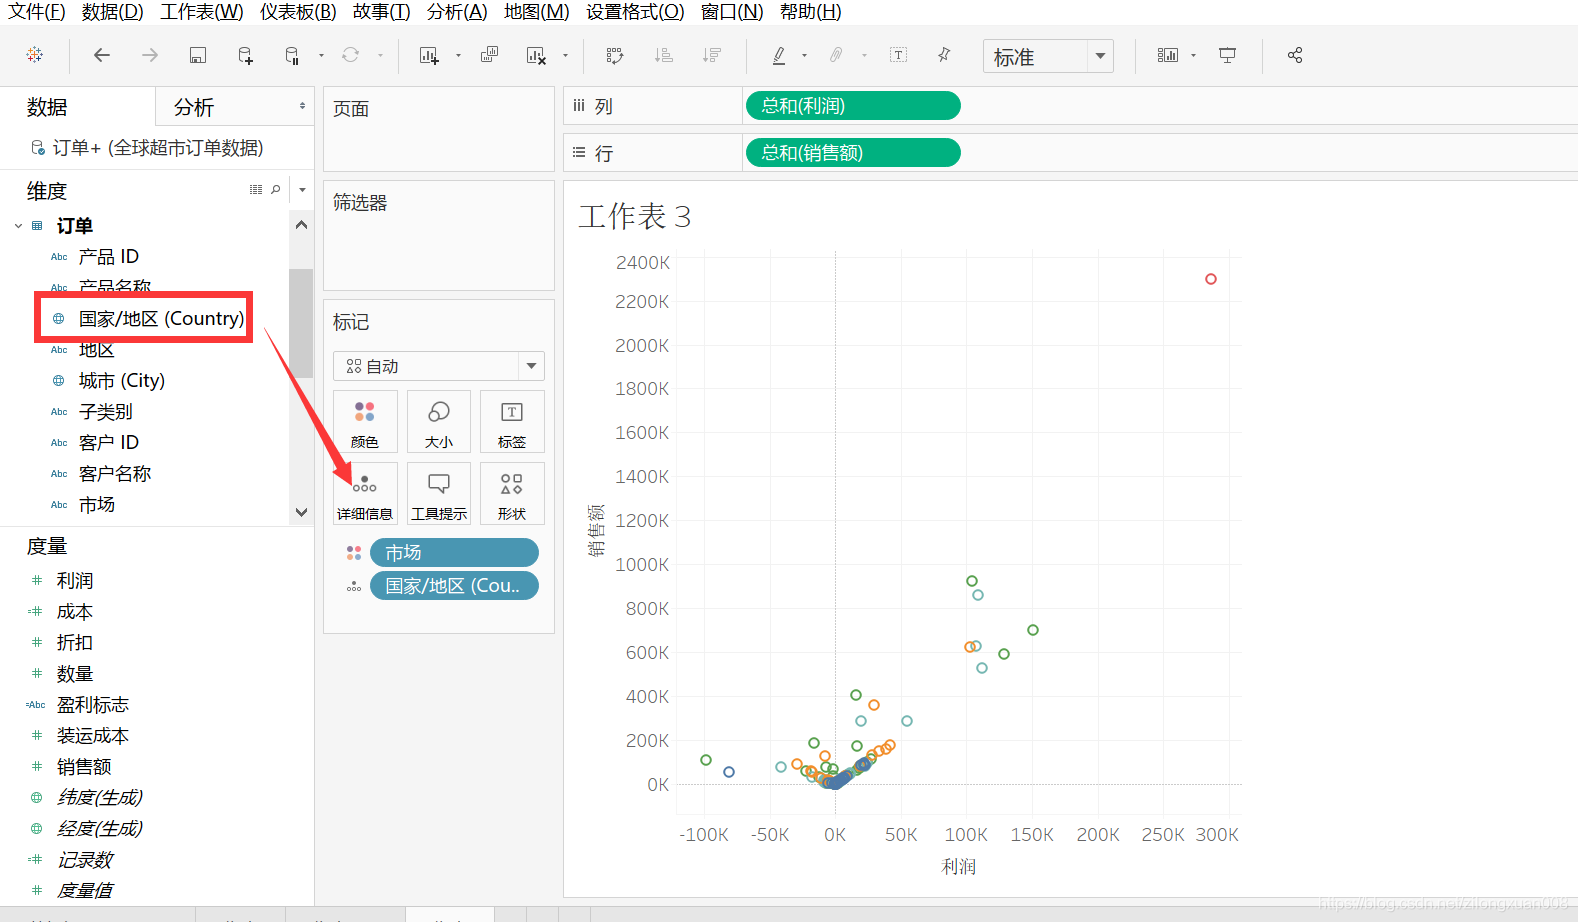 文件(F) 数据(D) 工作表(W) 仪表板(B) 故事(T) 分析(A) 地图(M) 设置格式(O) 窗口(N) 帮助(H)
标准
数据 分析
订单+ (全球超市订单数据)
维度
订单
Abc 产品 ID
Abc 产品名称
国家/地区 (Country)
Abc 地区
城市 (City)
Abc 子类别
Abc 客户 ID
Abc 客户名称
Abc 市场
度量
利润
成本
折扣
数量
=Abc 盈利标志
装运成本
销售额
纬度(生成)
经度(生成)
记录数
度量值
页面
筛选器
标记
自动
颜色 大小 标签
详细信息 工具提示 形状
市场
国家/地区 (Cou..
列 总和(利润)
行 总和(销售额)
工作表 3
2400K
2200K
2000K
1800K
1600K
1400K
1200K
1000K
800K
600K
400K
200K
0K
销售额
-100K -50K 0K 50K 100K 150K 200K 250K 300K
利润
https://blog.csdn.net/zilongxuan008